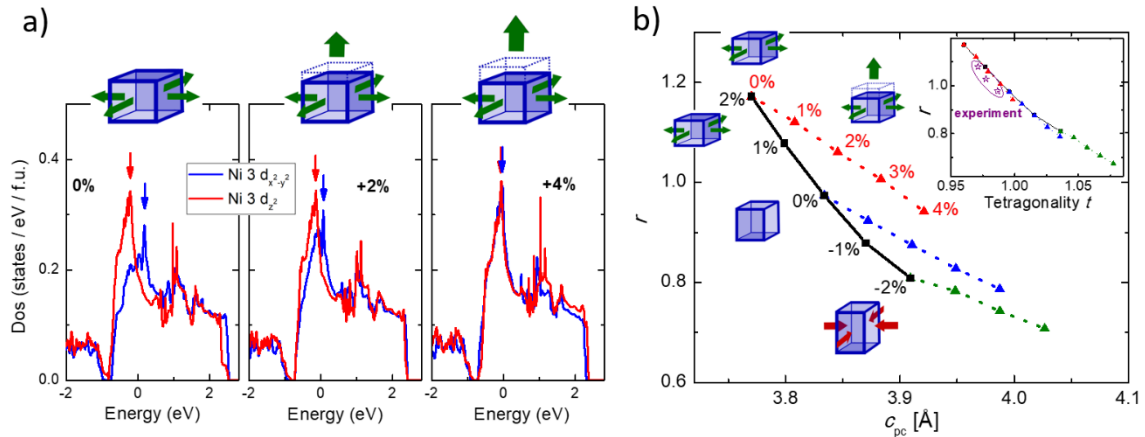 a)
0%
Ni 3 d x²-y²
Ni 3 d z²
+2%
+4%
Dos (states / eV / f.u.)
0.4
0.2
0.0
-2 0 2
-2 0 2
-2 0 2
Energy (eV)
Energy (eV)
Energy (eV)
b)
r
1.2
1.0
0.8
0.6
3.8 3.9 4.0 4.1
c pc [Å]
0%
1%
2%
3%
4%
2%
1%
0%
-1%
-2%
r
1.0
0.8
0.95 1.00 1.05
Tetragonality t
experiment